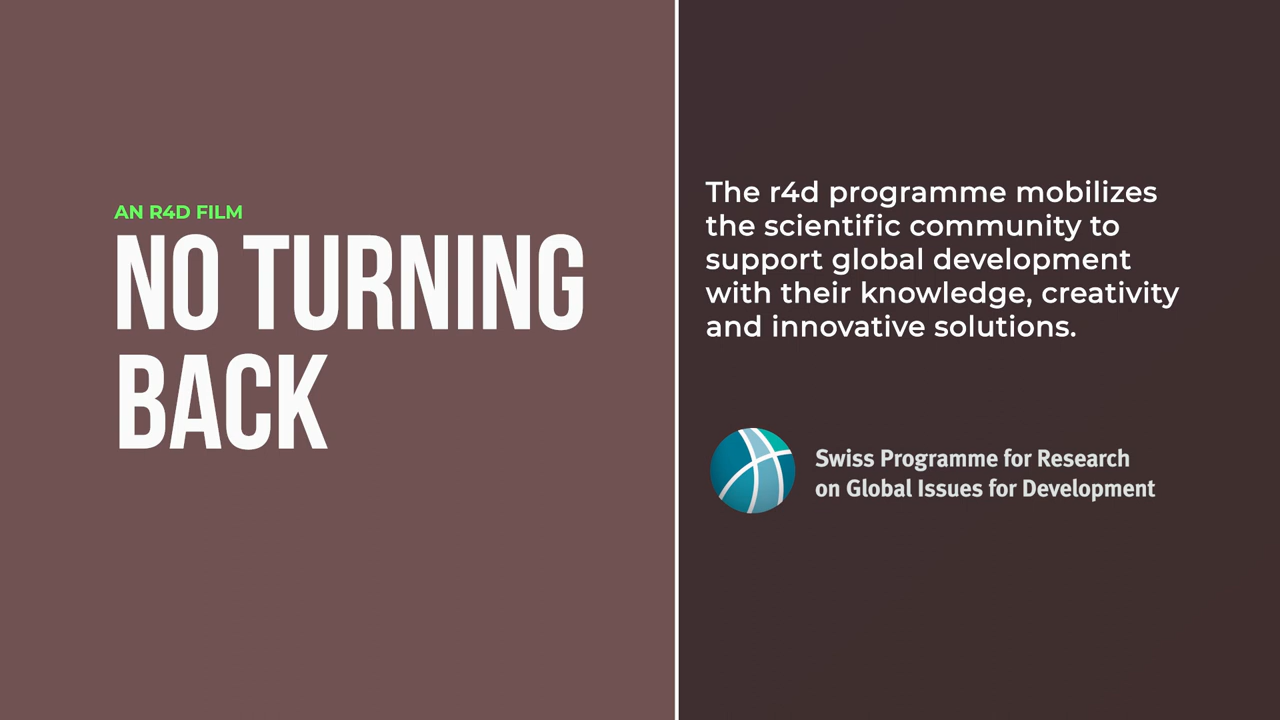 AN R4D FILM
NO TURNING
BACK
The r4d programme mobilizes
the scientific community to
support global development
with their knowledge, creativity
and innovative solutions.
Swiss Programme for Research
on Global Issues for Development